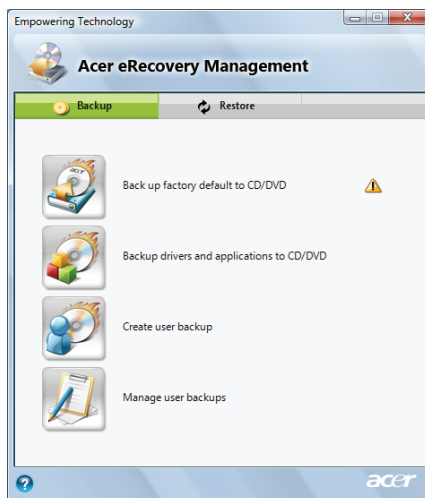 Empowering Technology
Acer eRecovery Management
Backup
Restore
Back up factory default to CD/DVD
Backup drivers and applications to CD/DVD
Create user backup
Manage user backups
acer